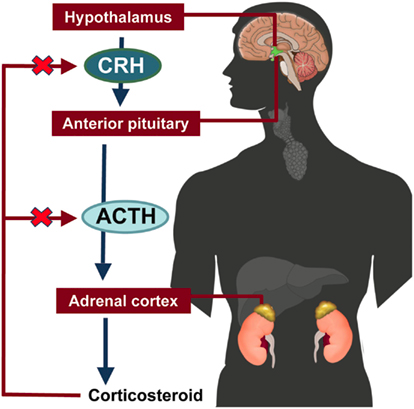 Hypothalamus
CRH
Anterior pituitary
ACTH
Adrenal cortex
Corticosteroid